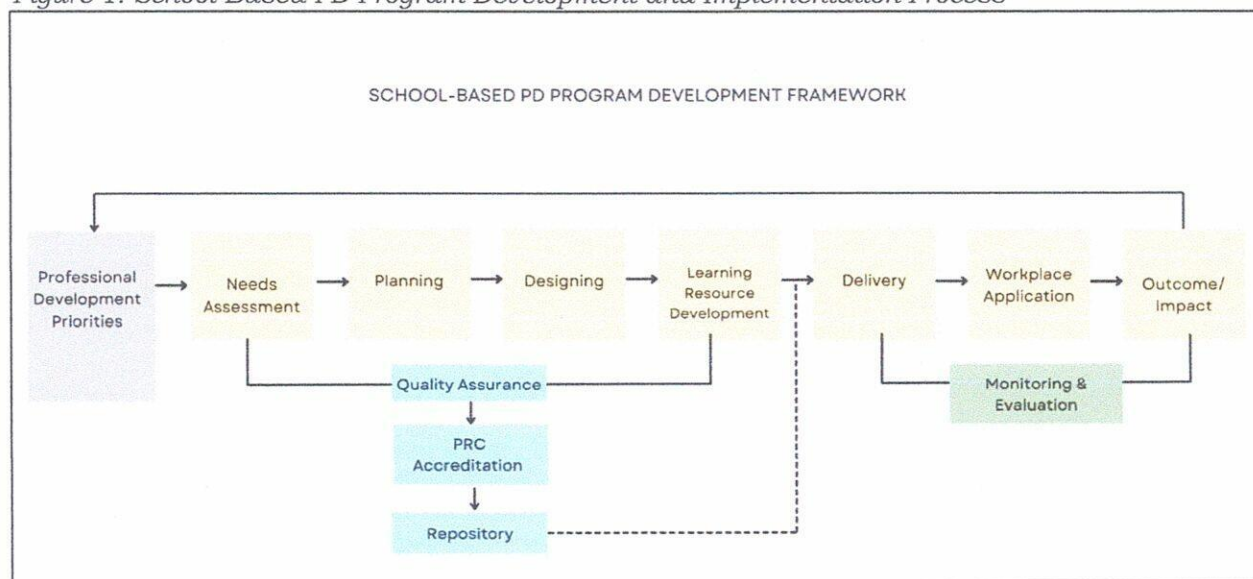 Figure 1: School-Based PD Program Development and Implementation Process
SCHOOL-BASED PD PROGRAM DEVELOPMENT FRAMEWORK
Professional
Development
Priorities
Needs
Assessment
Planning
Designing
Learning
Resource
Development
Delivery
Workplace
Application
Outcome/
Impact
Quality Assurance
Monitoring &
Evaluation
PRC
Accreditation
Repository